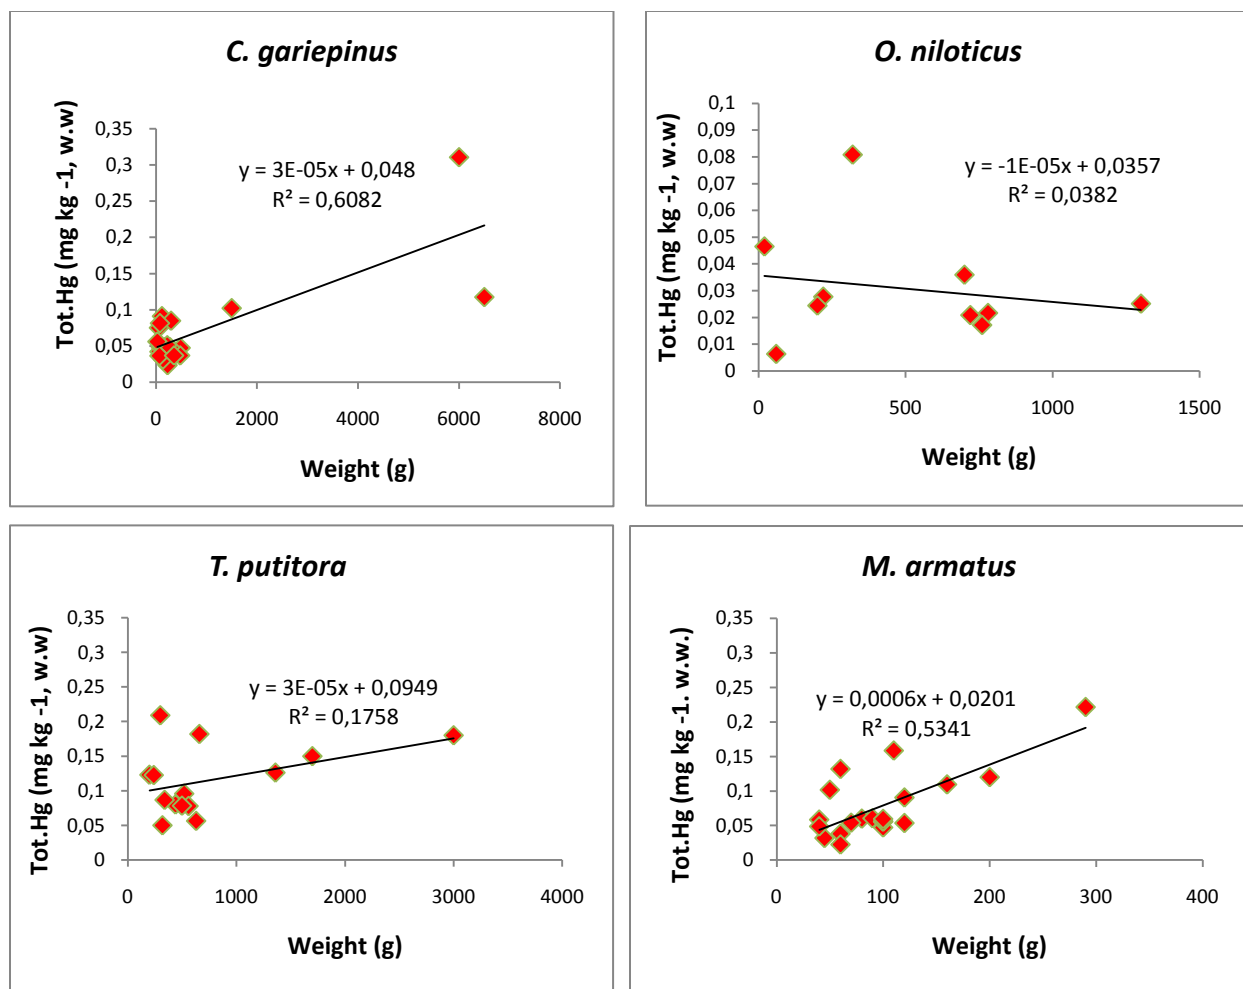 C. gariepinus
Tot.Hg (mg kg -1, w.w)
0,35
0,3
0,25
0,2
0,15
0,1
0,05
0
y = 3E-05x + 0,048
R² = 0,6082
0 2000 4000 6000 8000
Weight (g)
O. niloticus
Tot.Hg (mg kg -1, w.w)
0,1
0,09
0,08
0,07
0,06
0,05
0,04
0,03
0,02
0,01
0
y = -1E-05x + 0,0357
R² = 0,0382
0 500 1000 1500
Weight (g)
T. putitora
Tot.Hg (mg kg -1, w.w)
0,35
0,3
0,25
0,2
0,15
0,1
0,05
0
y = 3E-05x + 0,0949
R² = 0,1758
0 1000 2000 3000 4000
Weight (g)
M. armatus
Tot.Hg (mg kg -1. w.w.)
0,35
0,3
0,25
0,2
0,15
0,1
0,05
0
y = 0,0006x + 0,0201
R² = 0,5341
0 100 200 300 400
Weight (g)